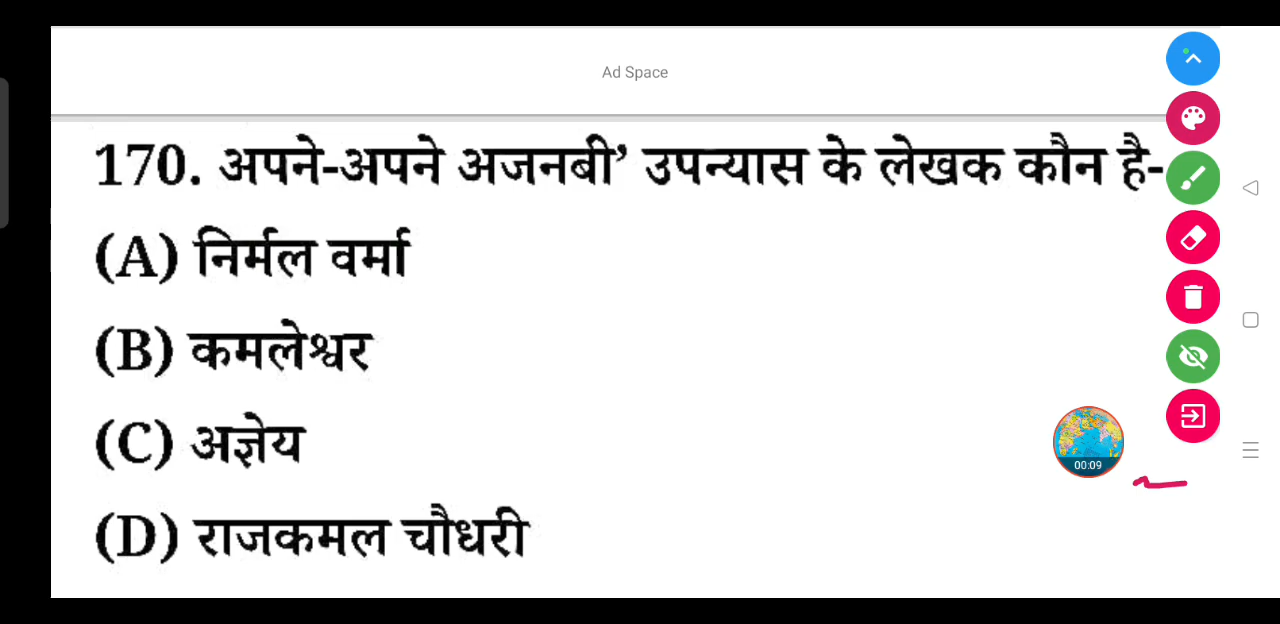 Ad Space
170. अपने-अपने अजनबी’ उपन्यास के लेखक कौन है-
(A) निर्मल वर्मा
(B) कमलेश्वर
(C) अज्ञेय
(D) राजकमल चौधरी
00:09